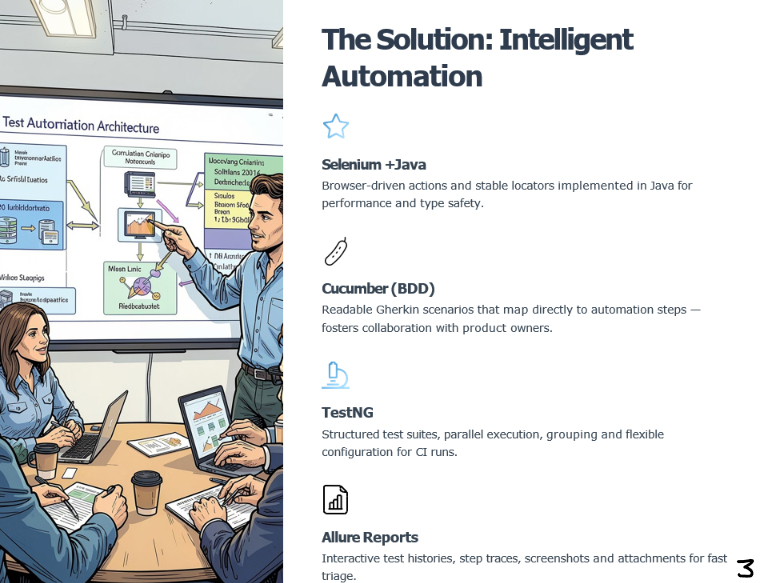 The Solution: Intelligent
Automation
Selenium +Java
Browser-driven actions and stable locators implemented in Java for
performance and type safety.
Cucumber (BDD)
Readable Gherkin scenarios that map directly to automation steps —
fosters collaboration with product owners.
TestNG
Structured test suites, parallel execution, grouping and flexible
configuration for CI runs.
Allure Reports
Interactive test histories, step traces, screenshots and attachments for fast
triage.
3
Test Automiation Architecture